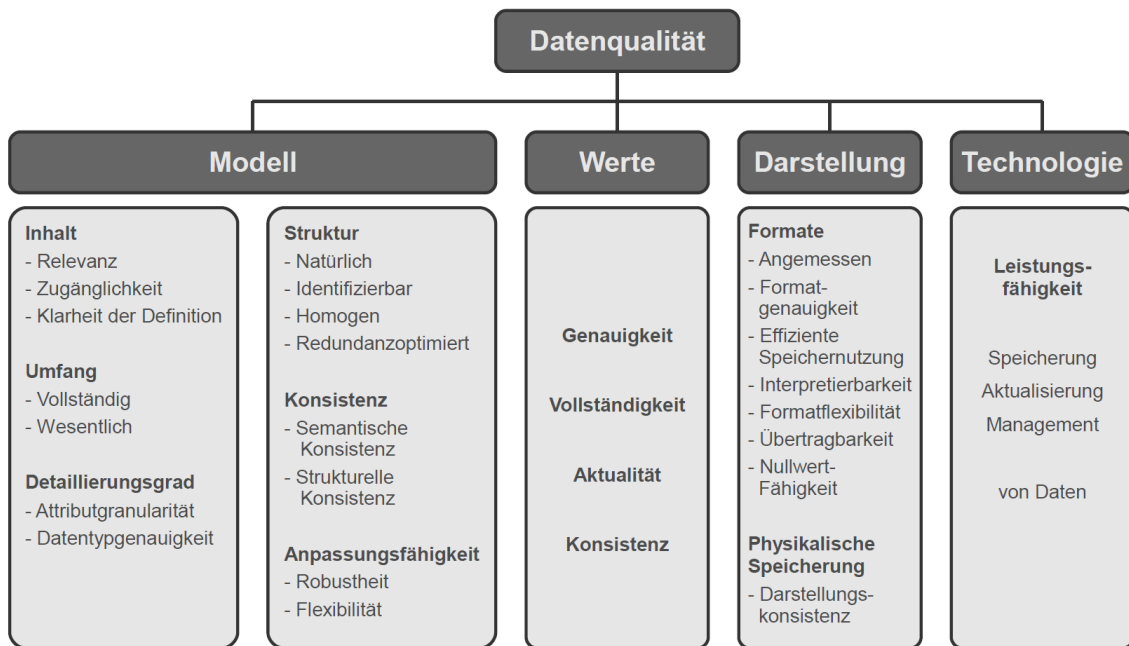 Datenqualität
Modell
Werte
Darstellung
Technologie
Inhalt
- Relevanz
- Zugänglichkeit
- Klarheit der Definition
Umfang
- Vollständig
- Wesentlich
Detaillierungsgrad
- Attributgranularität
- Datentypgenauigkeit
Struktur
- Natürlich
- Identifizierbar
- Homogen
- Redundanzoptimiert
Konsistenz
- Semantische
Konsistenz
- Strukturelle
Konsistenz
Anpassungsfähigkeit
- Robustheit
- Flexibilität
Genauigkeit
Vollständigkeit
Aktualität
Konsistenz
Formate
- Angemessen
- Format-
genauigkeit
- Effiziente
Speichernutzung
- Interpretierbarkeit
- Formatflexibilität
- Übertragbarkeit
- Nullwert-
Fähigkeit
Physikalische
Speicherung
- Darstellungs-
konsistenz
Leistungs-
fähigkeit
Speicherung
Aktualisierung
Management
von Daten